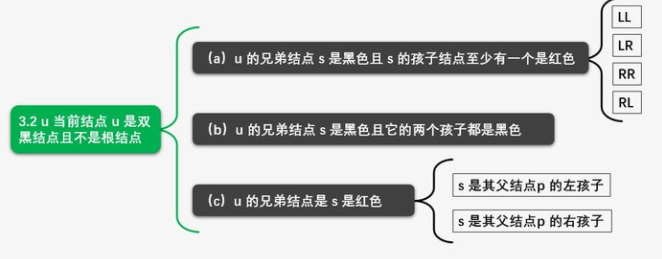 3.2 u 当前结点 u 是双
黑结点且不是根结点
(a) u 的兄弟结点 s 是黑色且 s 的孩子结点至少有一个是红色
LL
LR
RR
RL
(b) u 的兄弟结点 s 是黑色且它的两个孩子都是黑色
(c) u 的兄弟结点是 s 是红色
s 是其父结点p 的左孩子
s 是其父结点p 的右孩子